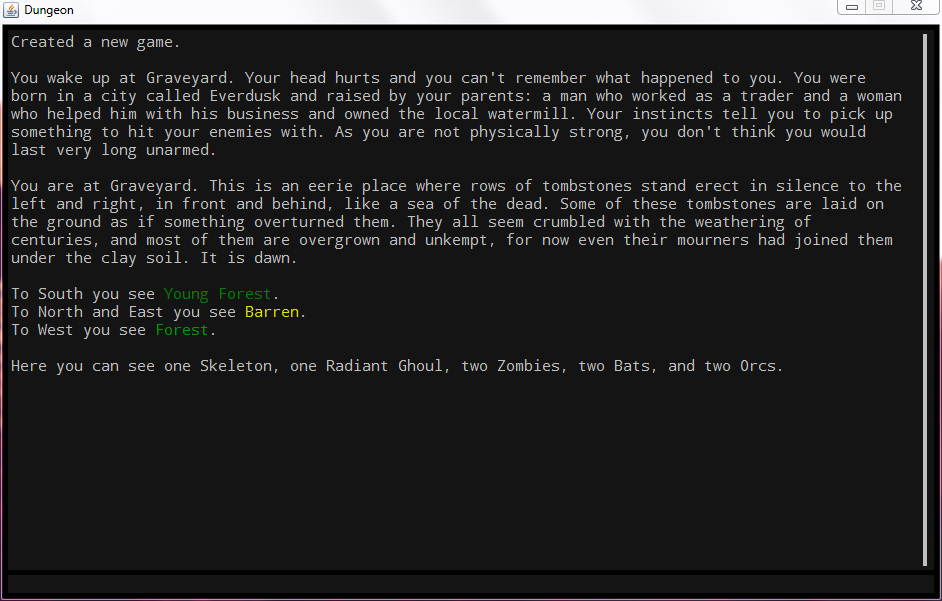 Dungeon
Created a new game.
You wake up at Graveyard. Your head hurts and you can't remember what happened to you. You were
born in a city called Everdusk and raised by your parents: a man who worked as a trader and a woman
who helped him with his business and owned the local watermill. Your instincts tell you to pick up
something to hit your enemies with. As you are not physically strong, you don't think you would
last very long unarmed.
You are at Graveyard. This is an eerie place where rows of tombstones stand erect in silence to the
left and right, in front and behind, like a sea of the dead. Some of these tombstones are laid on
the ground as if something overturned them. They all seem crumbled with the weathering of
centuries, and most of them are overgrown and unkempt, for now even their mourners had joined them
under the clay soil. It is dawn.
To South you see Young Forest.
To North and East you see Barren.
To West you see Forest.
Here you can see one Skeleton, one Radiant Ghoul, two Zombies, two Bats, and two Orcs.